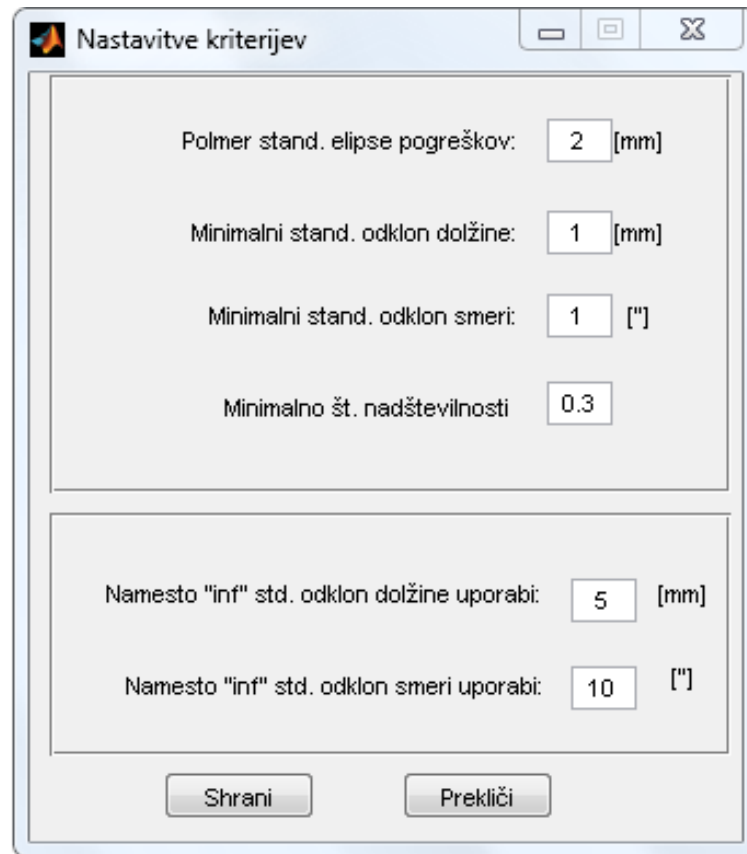 Nastavitve kriterijev
Polmer stand. elipse pogreškov: 2 [mm]
Minimalni stand. odklon dolžine: 1 [mm]
Minimalni stand. odklon smeri: 1 ["]
Minimalno št. nadštevilnosti 0.3
Namesto "inf" std. odklon dolžine uporabi: 5 [mm]
Namesto "inf" std. odklon smeri uporabi: 10 ["]
Shrani Prekliči